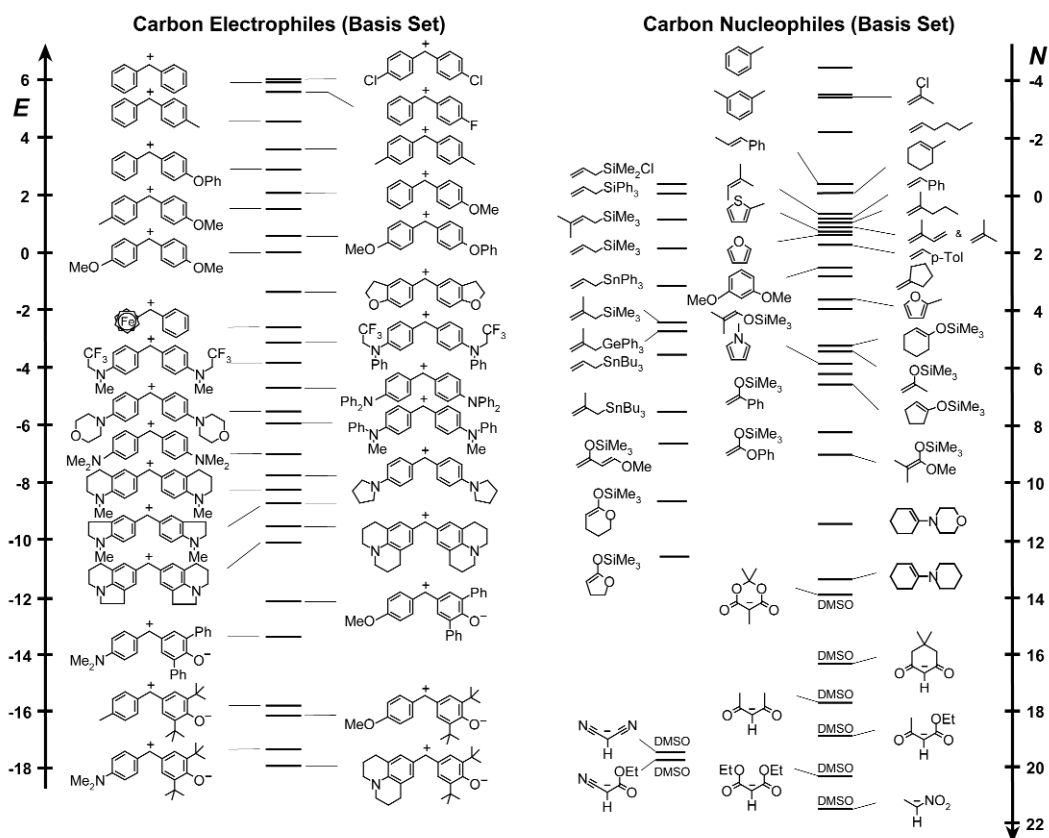 Carbon Electrophiles (Basis Set)
E
6
4
2
0
-2
-4
-6
-8
-10
-12
-14
-16
-18
+
+
+
OPh
+
OMe
+
MeO
OMe
+
Fe
+
CF3
CF3
N
Me
N
Me
+
N
O
N
O
+
Me2N
NMe2
+
N
Me
N
Me
+
N
Me
N
Me
+
N
N
+
Ph
Me2N
O−
Ph
+
O−
+
Me2N
O−
+
Cl
Cl
+
F
+
+
OMe
+
MeO
OPh
+
O
O
+
CF3
CF3
N
Ph
N
Ph
+
Ph2N
NPh2
+
PhN
Me
NPh
Me
+
N
N
+
N
N
+
Ph
MeO
O−
Ph
+
MeO
O−
+
N
O−
Carbon Nucleophiles (Basis Set)
N
-4
-2
0
2
4
6
8
10
12
14
16
18
20
22
SiMe2Cl
SiPh3
SiMe3
SiMe3
SnPh3
SiMe3
GePh3
SnBu3
SnBu3
OSiMe3
OMe
OSiMe3
O
OSiMe3
O
N
N
H
DMSO
N
OEt
O
H
DMSO
Ph
S
O
MeO
OMe
OSiMe3
N
OSiMe3
Ph
OSiMe3
OPh
O
O
O
O
DMSO
O
O
H
DMSO
EtO
OEt
O
O
H
DMSO
Cl
Ph
&
p-Tol
O
OSiMe3
OSiMe3
OSiMe3
OSiMe3
OMe
N
O
N
DMSO
O
O
H
DMSO
OEt
O
O
H
DMSO
NO2
H